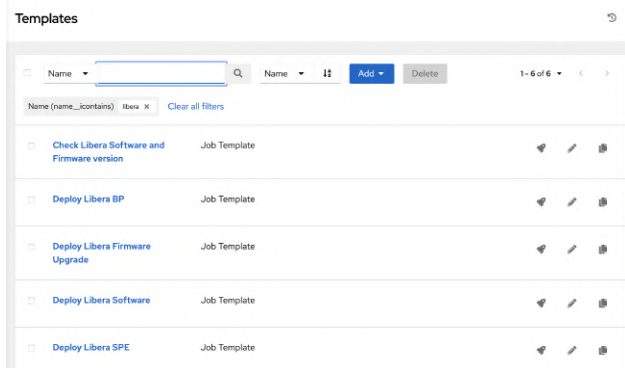 Templates
Name Name Add Delete 1 - 6 of 6
Name (name__icontains) libera X Clear all filters
Check Libera Software and Job Template
Firmware version
Deploy Libera BP Job Template
Deploy Libera Firmware Job Template
Upgrade
Deploy Libera Software Job Template
Deploy Libera SPE Job Template